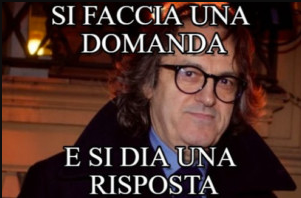 SI FACCIA UNA
DOMANDA
E SI DIA UNA
RISPOSTA